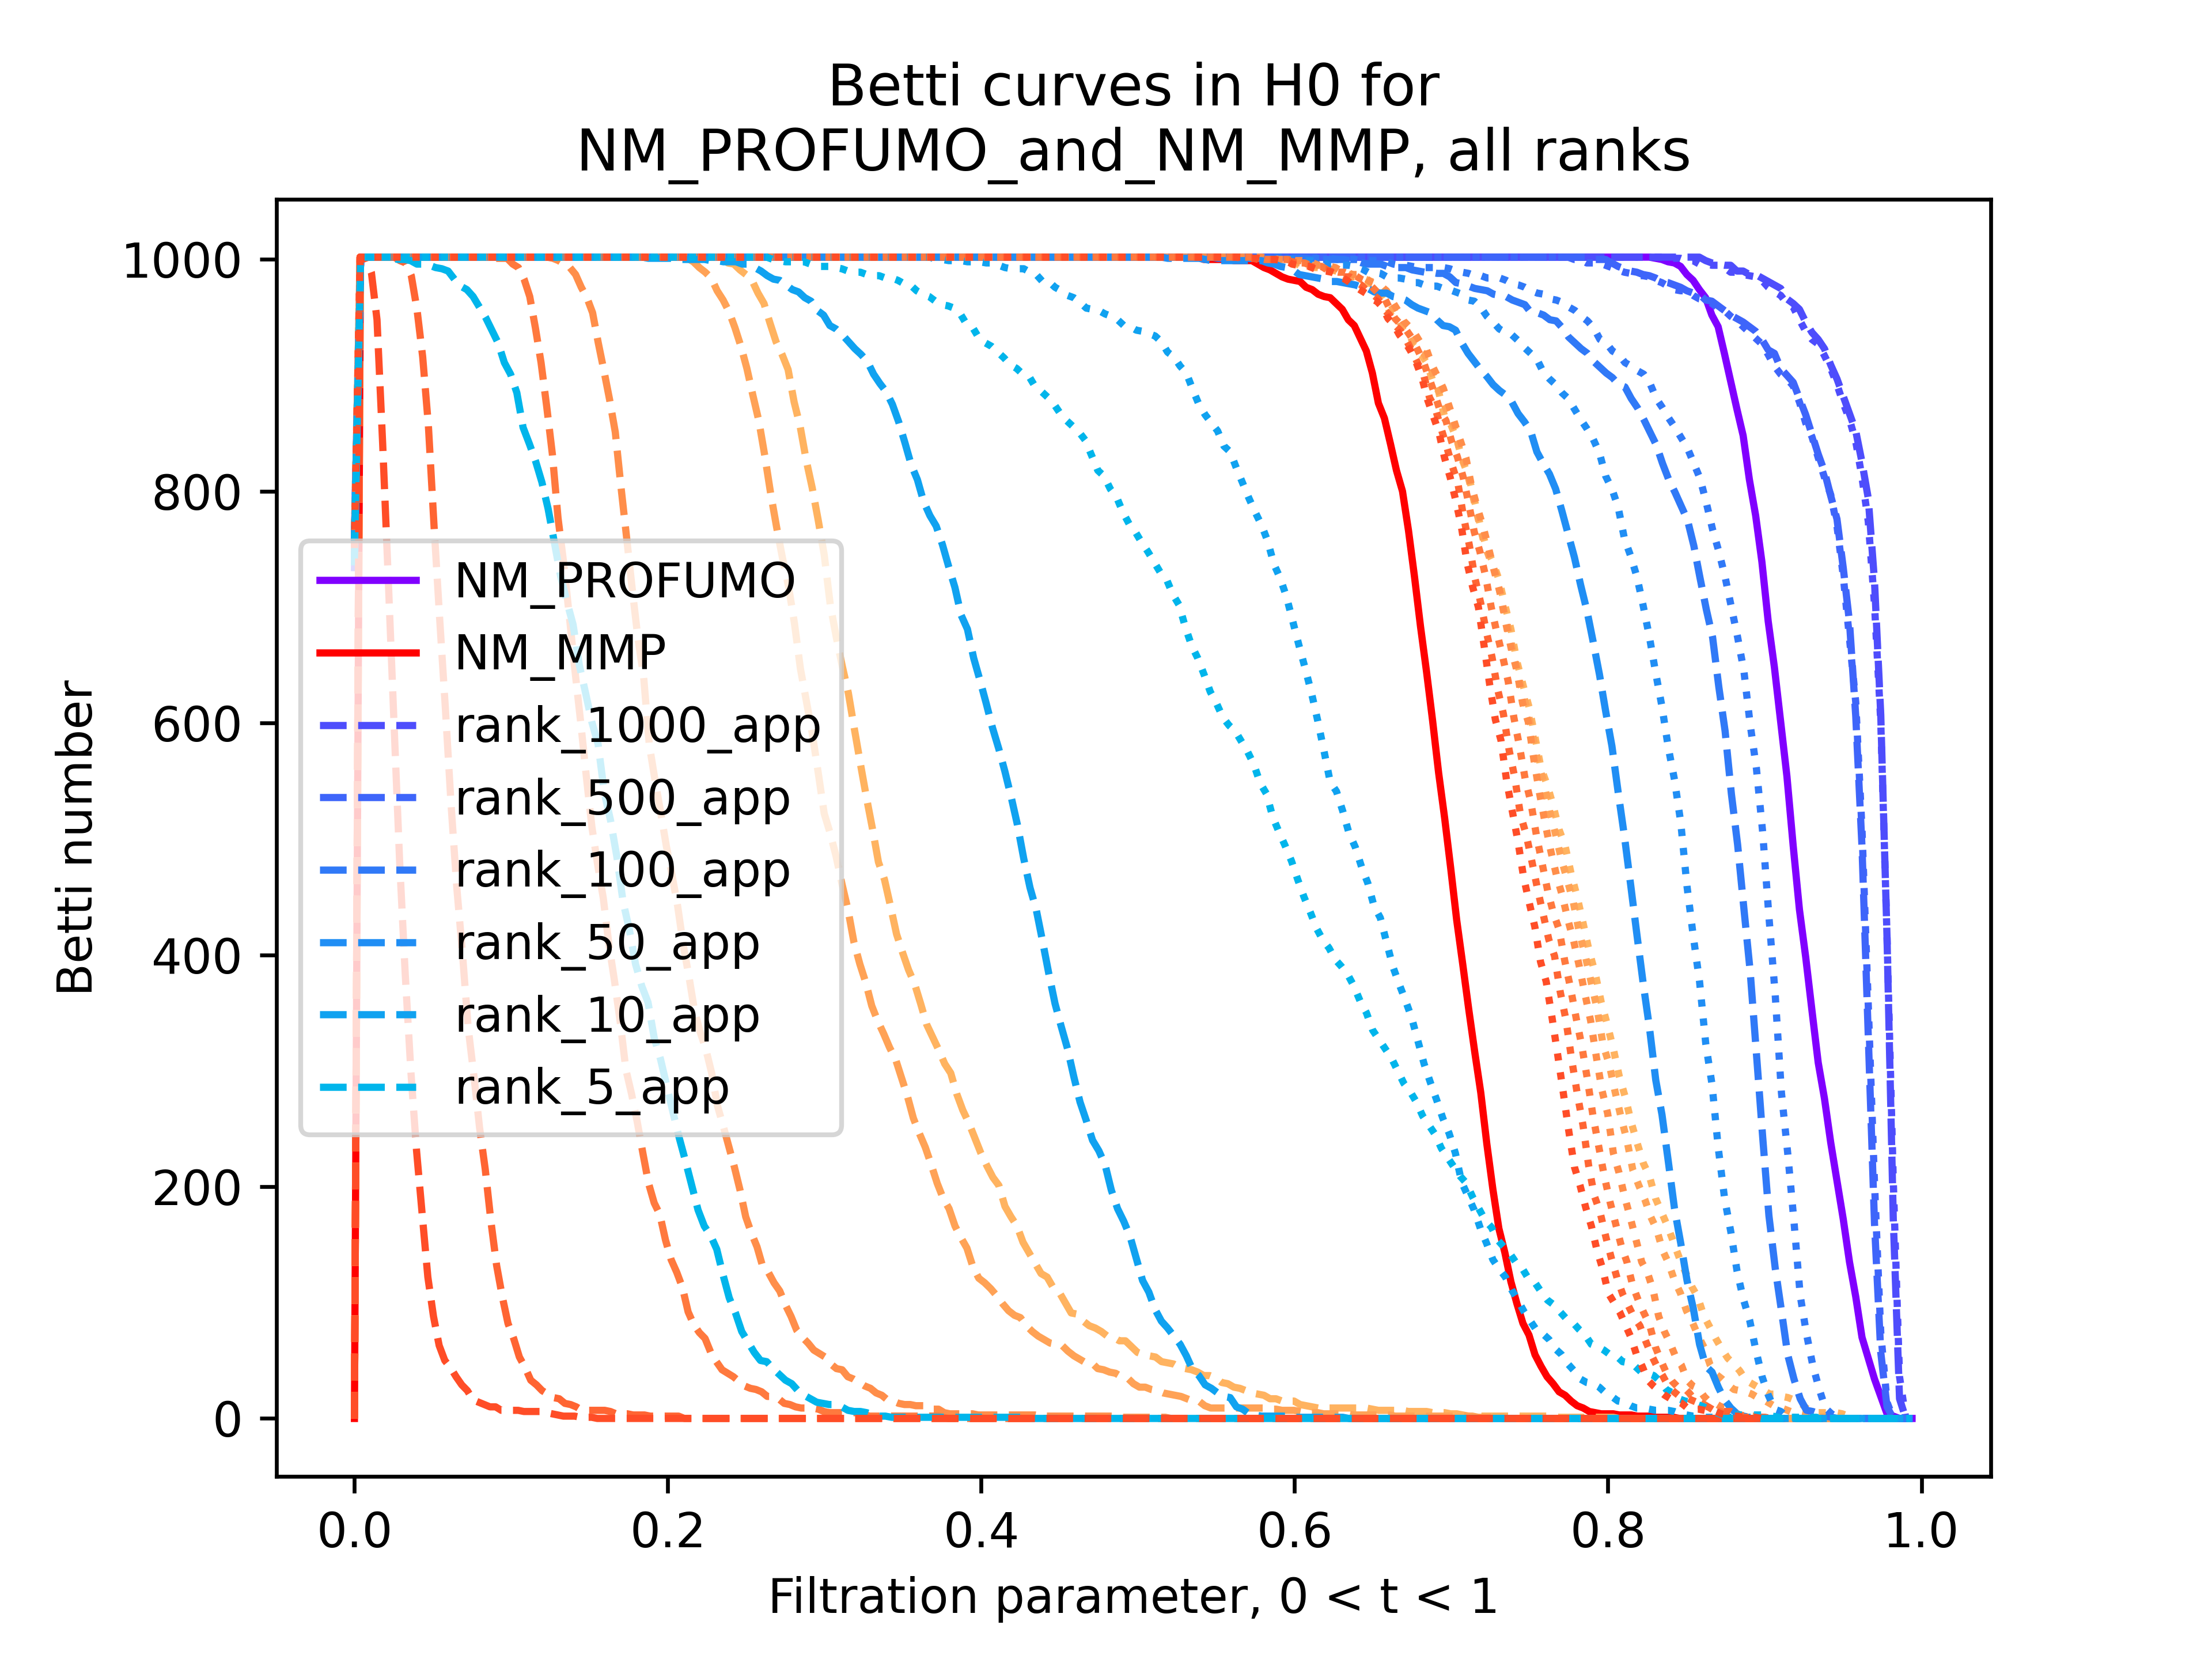 Betti curves in H0 for
NM_PROFUMO_and_NM_MMP, all ranks
1000
800
600
400
200
0
Betti number
NM_PROFUMO
NM_MMP
rank_1000_app
rank_500_app
rank_100_app
rank_50_app
rank_10_app
rank_5_app
0.0 0.2 0.4 0.6 0.8 1.0
Filtration parameter, 0 < t < 1